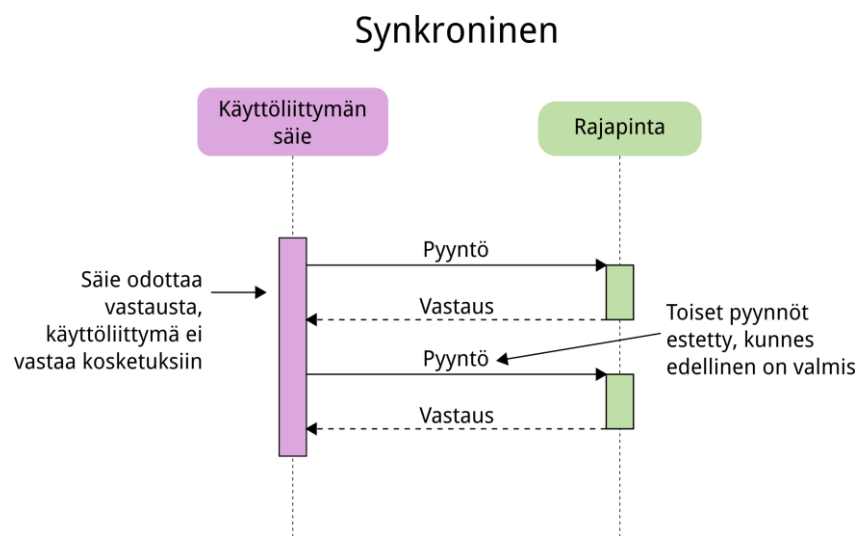 Synkroninen
Käyttöliittymän
säie
Rajapinta
Pyyntö
Säie odottaa
vastausta,
käyttöliittymä ei
vastaa kosketuksiin
Vastaus
Toiset pyynnöt
estetty, kunnes
edellinen on valmis
Pyyntö
Vastaus